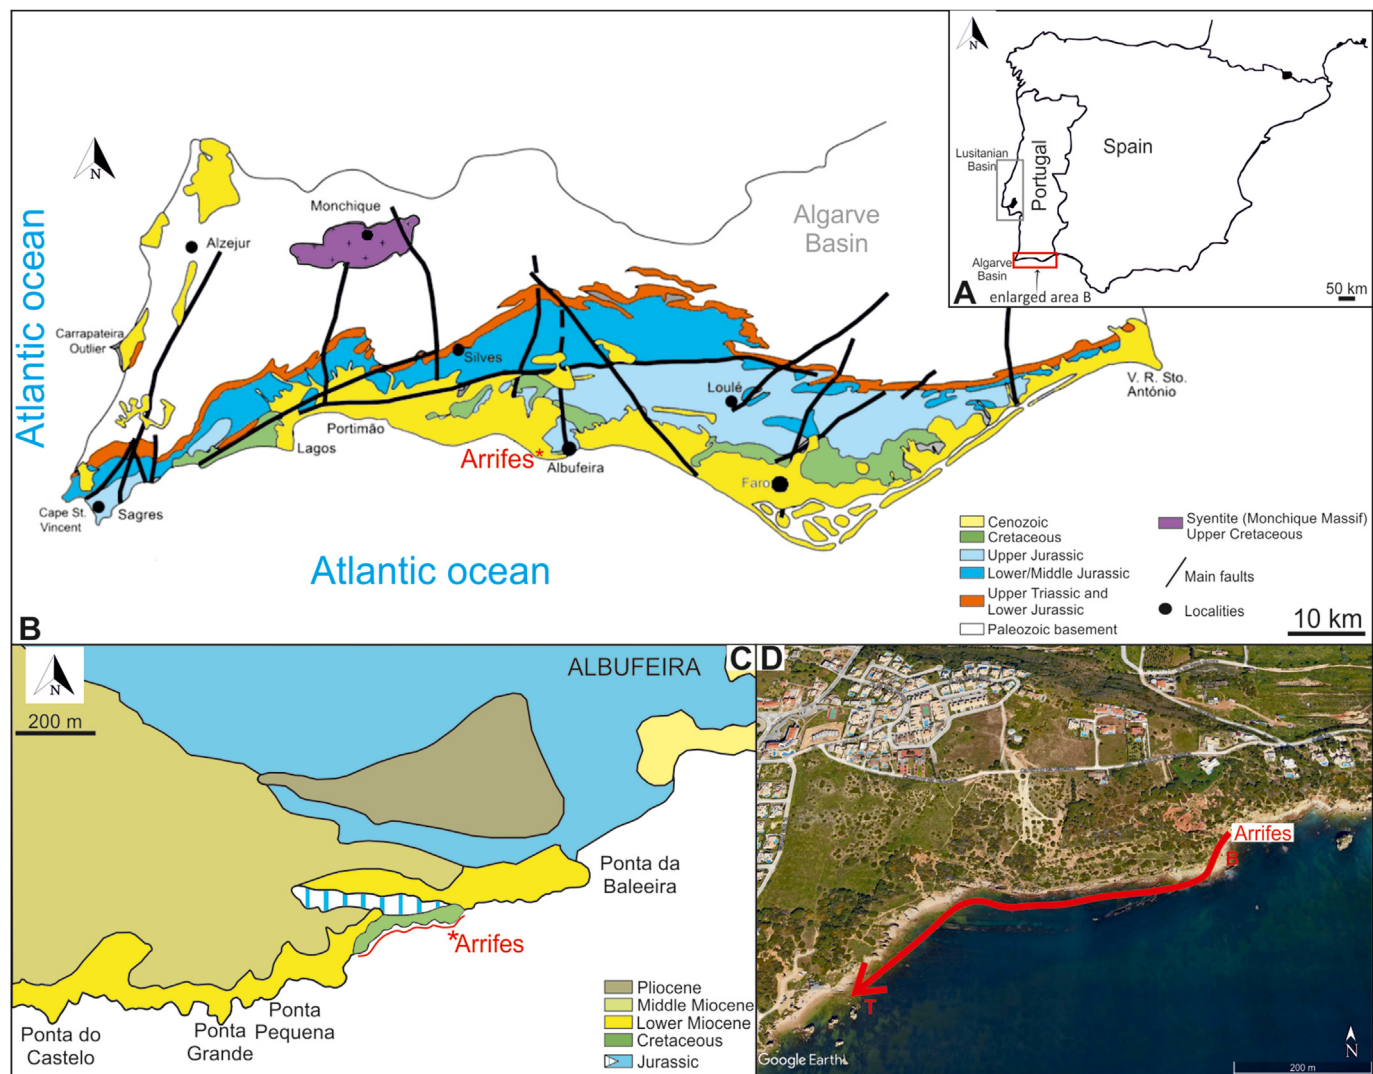 N
Lusitanian
Basin
Portugal
Spain
Algarve
Basin
A
enlarged area B
50 km
N
Atlantic ocean
Monchique
Alzejur
Algarve
Basin
Carrapateira
Outlier
Silves
Loulé
V. R. Sto.
António
Portimão
Lagos
Arrifes*
Albufeira
Faro
Cape St.
Vincent
Sagres
Atlantic ocean
Cenozoic
Cretaceous
Upper Jurassic
Lower/Middle Jurassic
Upper Triassic and
Lower Jurassic
Paleozoic basement
Syentite (Monchique Massif)
Upper Cretaceous
Main faults
Localities
10 km
B
N
200 m
ALBUFEIRA
C
Ponta da
Baleeira
*Arrifes
Ponta
Pequena
Ponta
Grande
Ponta do
Castelo
Pliocene
Middle Miocene
Lower Miocene
Cretaceous
Jurassic
D
Arrifes
B
T
Google Earth
N
200 m